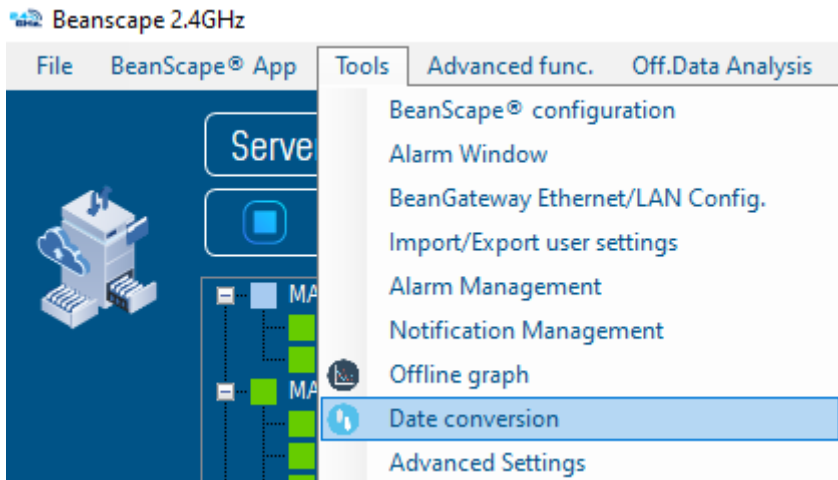 Beanscape 2.4GHz
File BeanScape® App Tools Advanced func. Off.Data Analysis
BeanScape® configuration
Alarm Window
BeanGateway Ethernet/LAN Config.
Import/Export user settings
Alarm Management
Notification Management
Offline graph
Date conversion
Advanced Settings